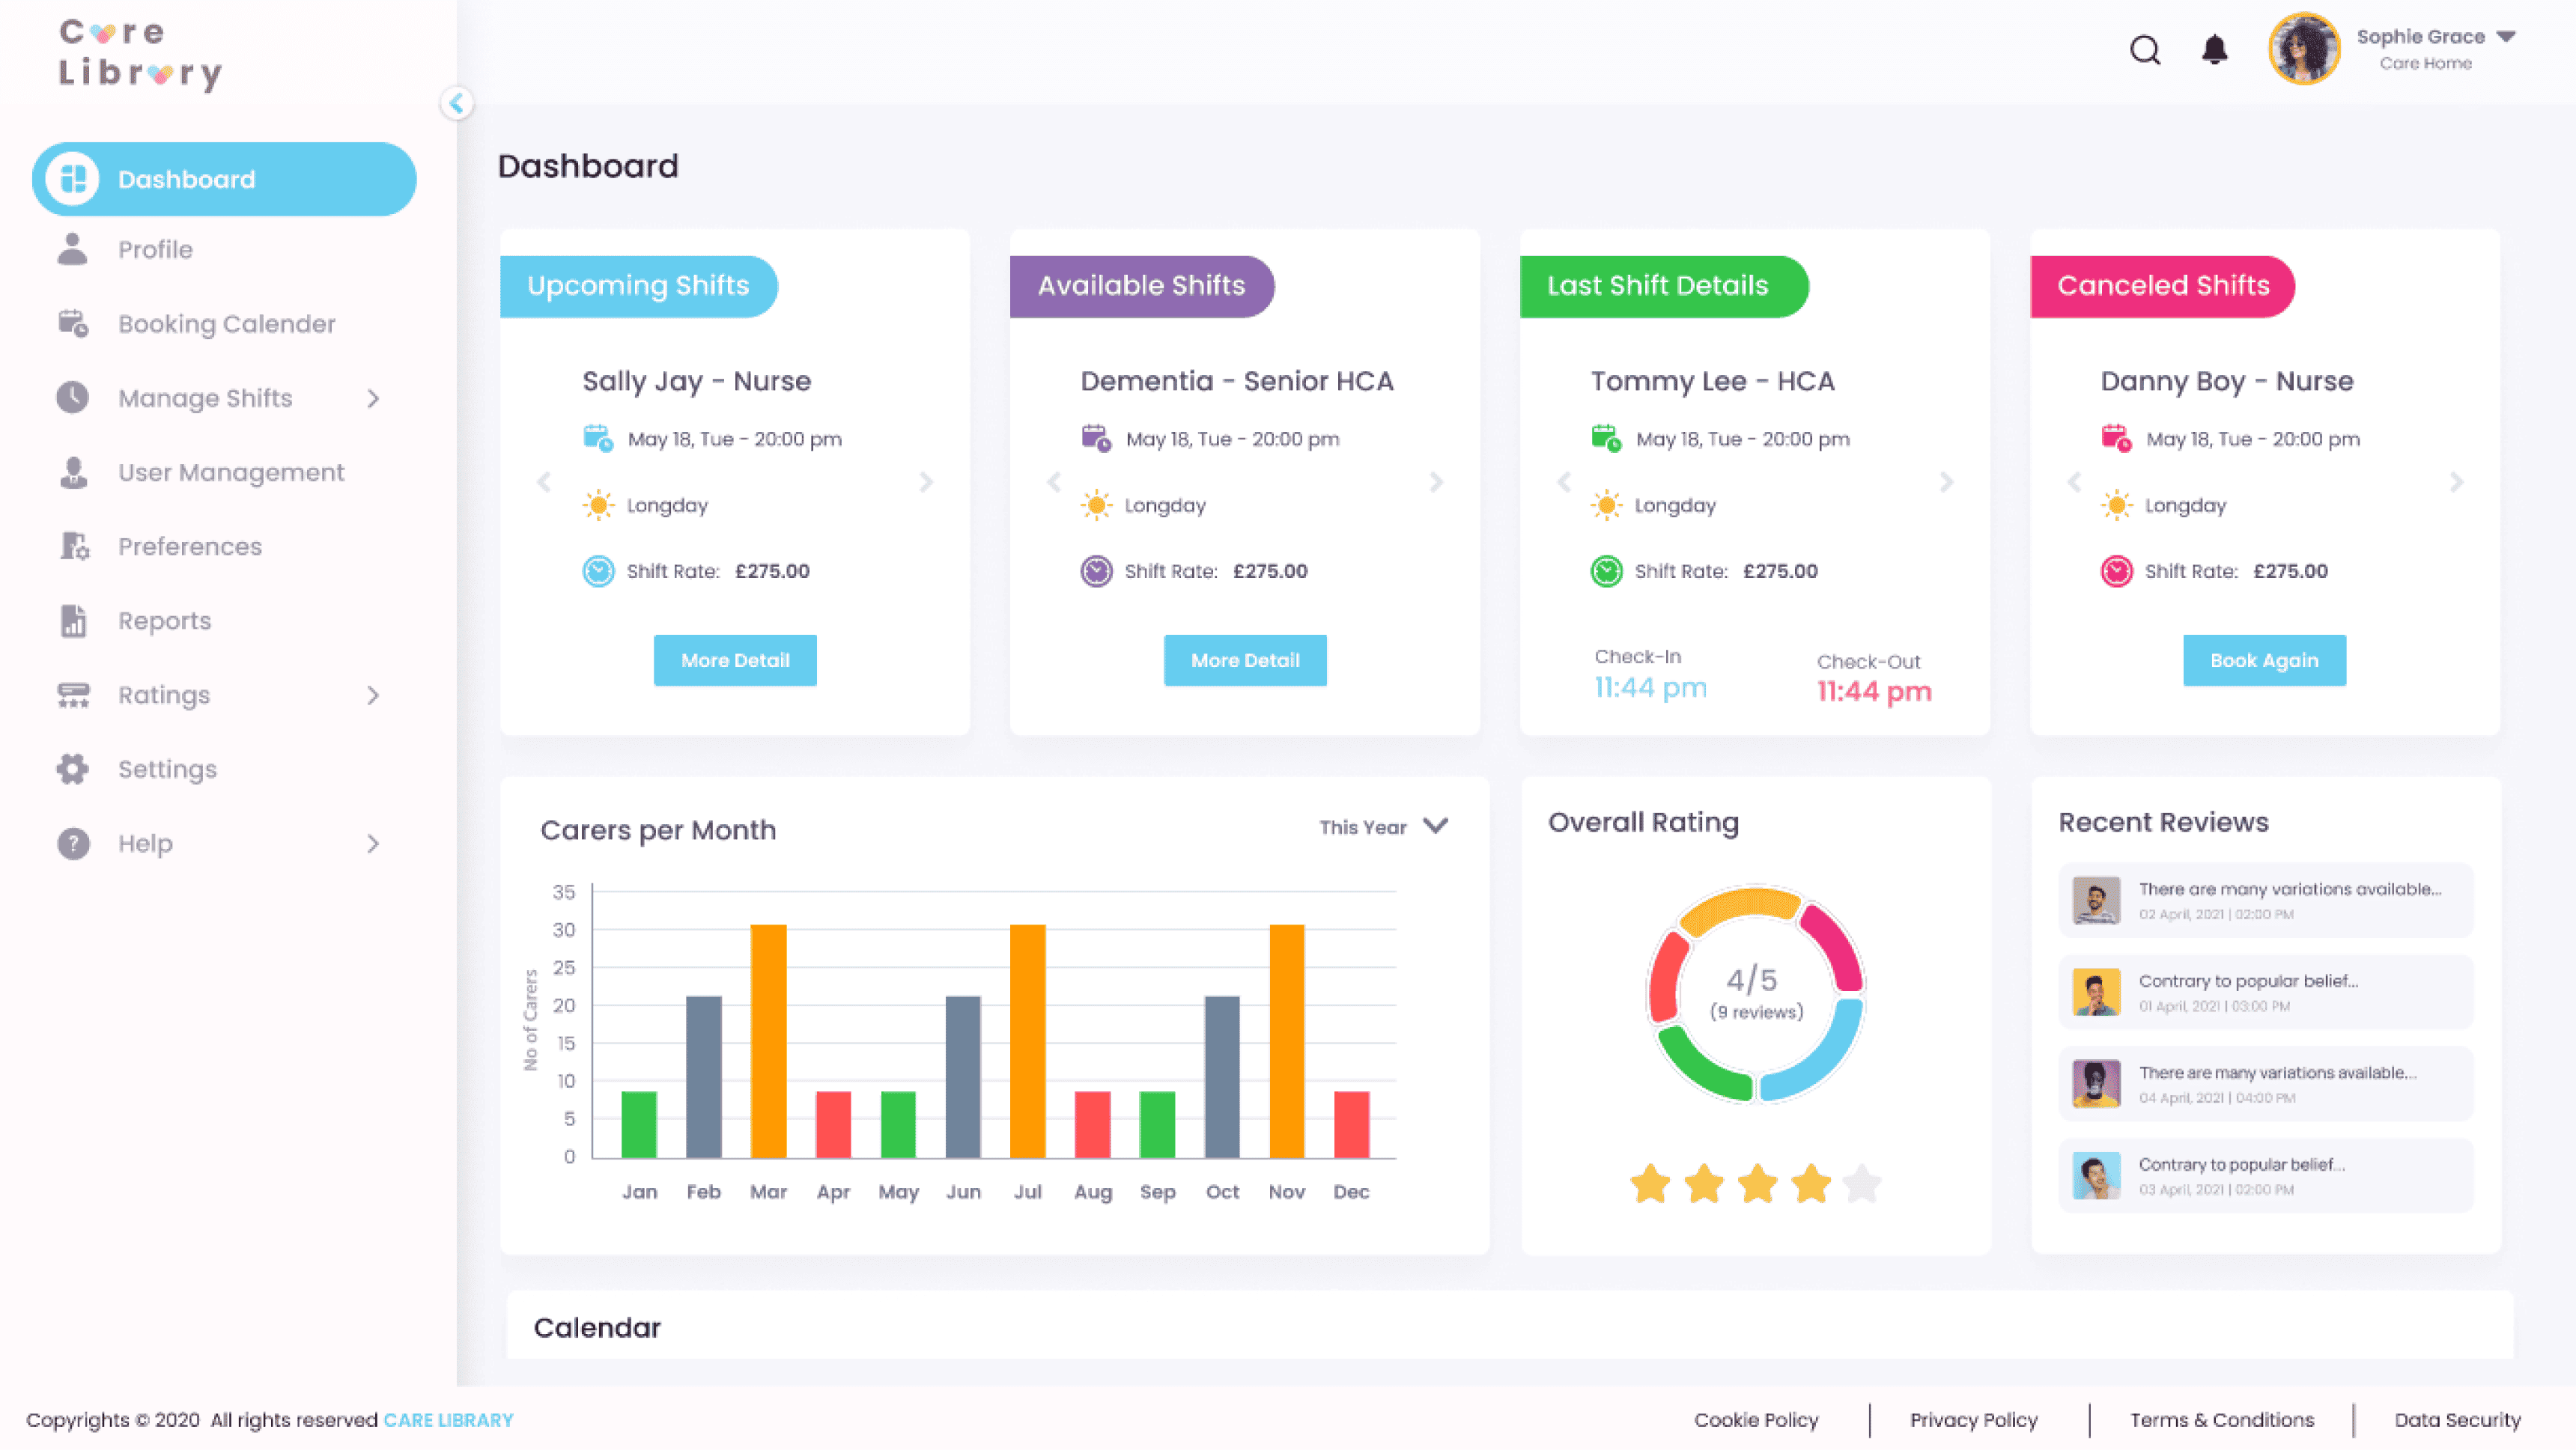 Care
Library
Sophie Grace
Care Home
Dashboard
Profile
Booking Calender
Manage Shifts
User Management
Preferences
Reports
Ratings
Settings
Help
Dashboard
Upcoming Shifts
Sally Jay - Nurse
May 18, Tue - 20:00 pm
Longday
Shift Rate: £275.00
More Detail
Available Shifts
Dementia - Senior HCA
May 18, Tue - 20:00 pm
Longday
Shift Rate: £275.00
More Detail
Last Shift Details
Tommy Lee - HCA
May 18, Tue - 20:00 pm
Longday
Shift Rate: £275.00
Check-In
11:44 pm
Check-Out
11:44 pm
Canceled Shifts
Danny Boy - Nurse
May 18, Tue - 20:00 pm
Longday
Shift Rate: £275.00
Book Again
Carers per Month
This Year
No of Carers
35
30
25
20
15
10
5
0
Jan Feb Mar Apr May Jun Jul Aug Sep Oct Nov Dec
Overall Rating
4/5
(9 reviews)
Recent Reviews
There are many variations available...
02 April, 2021 | 02:00 PM
Contrary to popular belief...
01 April, 2021 | 03:00 PM
There are many variations available...
04 April, 2021 | 04:00 PM
Contrary to popular belief...
03 April, 2021 | 02:00 PM
Calendar
Copyrights © 2020 All rights reserved CARE LIBRARY
Cookie Policy | Privacy Policy | Terms & Conditions | Data Security